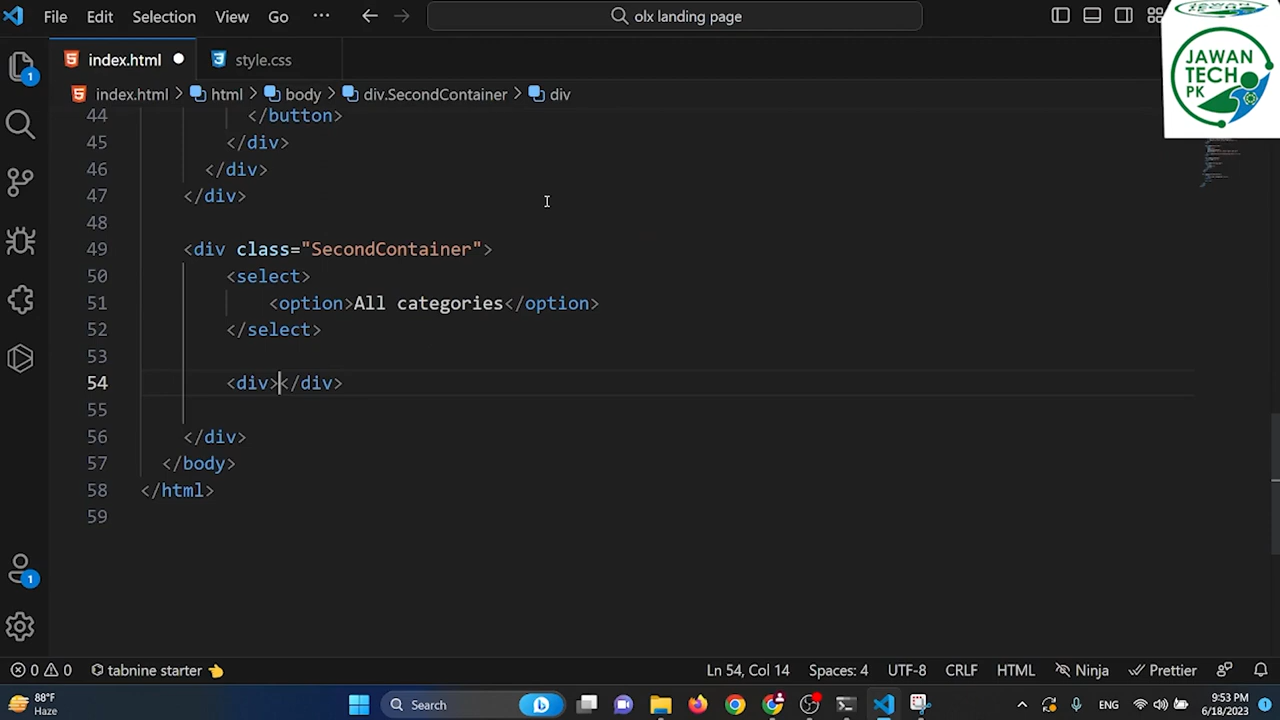 File Edit Selection View Go ··· olx landing page
JAWAN
TECH
PK
index.html style.css
index.html > html > body > div.SecondContainer > div
44 </button>
45 </div>
46 </div>
47 </div>
48
49 <div class="SecondContainer">
50 <select>
51 <option>All categories</option>
52 </select>
53
54 <div></div>
55
56 </div>
57 </body>
58 </html>
59
1
1
0 0 tabnine starter Ln 54, Col 14 Spaces: 4 UTF-8 CRLF HTML Ninja Prettier
88°F
Haze
Search
ENG
9:53 PM
6/18/2023
1